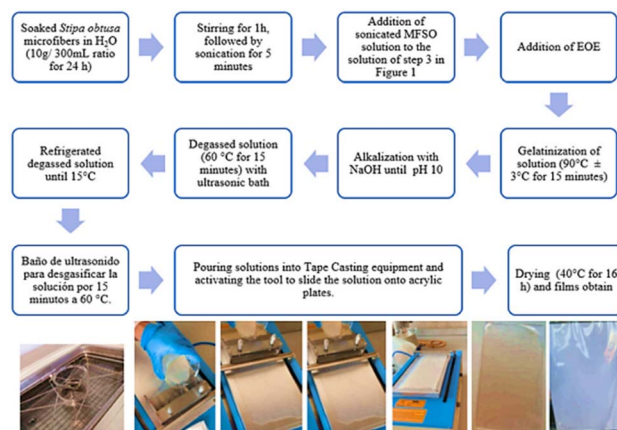 Soaked Stipa obtusa
microfibers in H₂O
(10g/ 300mL ratio
for 24 h)
Stirring for 1h,
followed by
sonication for 5
minutes
Addition of
sonicated MFSO
solution to the
solution of step 3 in
Figure 1
Addition of EOE
Gelatinization of
solution (90°C ±
3°C for 15 minutes)
Alkalization with
NaOH until pH 10
Degassed solution
(60 °C for 15
minutes) with
ultrasonic bath
Refrigerated
degassed solution
until 15°C
Baño de ultrasonido
para desgasificar la
solución por 15
minutos a 60 °C.
Pouring solutions into Tape Casting equipment and
activating the tool to slide the solution onto acrylic
plates.
Drying (40°C for 16
h) and films obtain